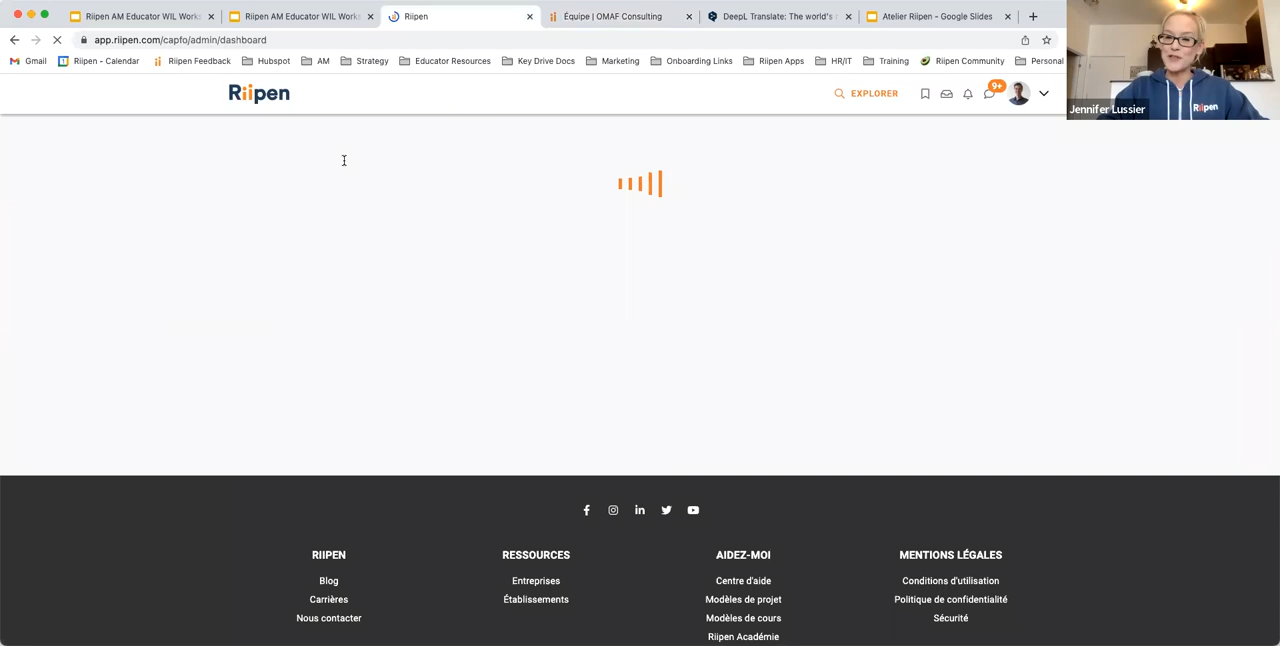 Riipen AM Educator WIL Works
Riipen AM Educator WIL Works
Riipen
Équipe | OMAF Consulting
DeepL Translate: The world's
Atelier Riipen - Google Slides
app.riipen.com/capfo/admin/dashboard
Gmail
Riipen - Calendar
Riipen Feedback
Hubspot
AM
Strategy
Educator Resources
Key Drive Docs
Marketing
Onboarding Links
Riipen Apps
HR/IT
Training
Riipen Community
Personal
Riipen
EXPLORER
9+
Riipen
Jennifer Lussier
RIIPEN
Blog
Carrières
Nous contacter
RESSOURCES
Entreprises
Établissements
AIDEZ-MOI
Centre d'aide
Modèles de projet
Modèles de cours
Riipen Académie
MENTIONS LÉGALES
Conditions d'utilisation
Politique de confidentialité
Sécurité